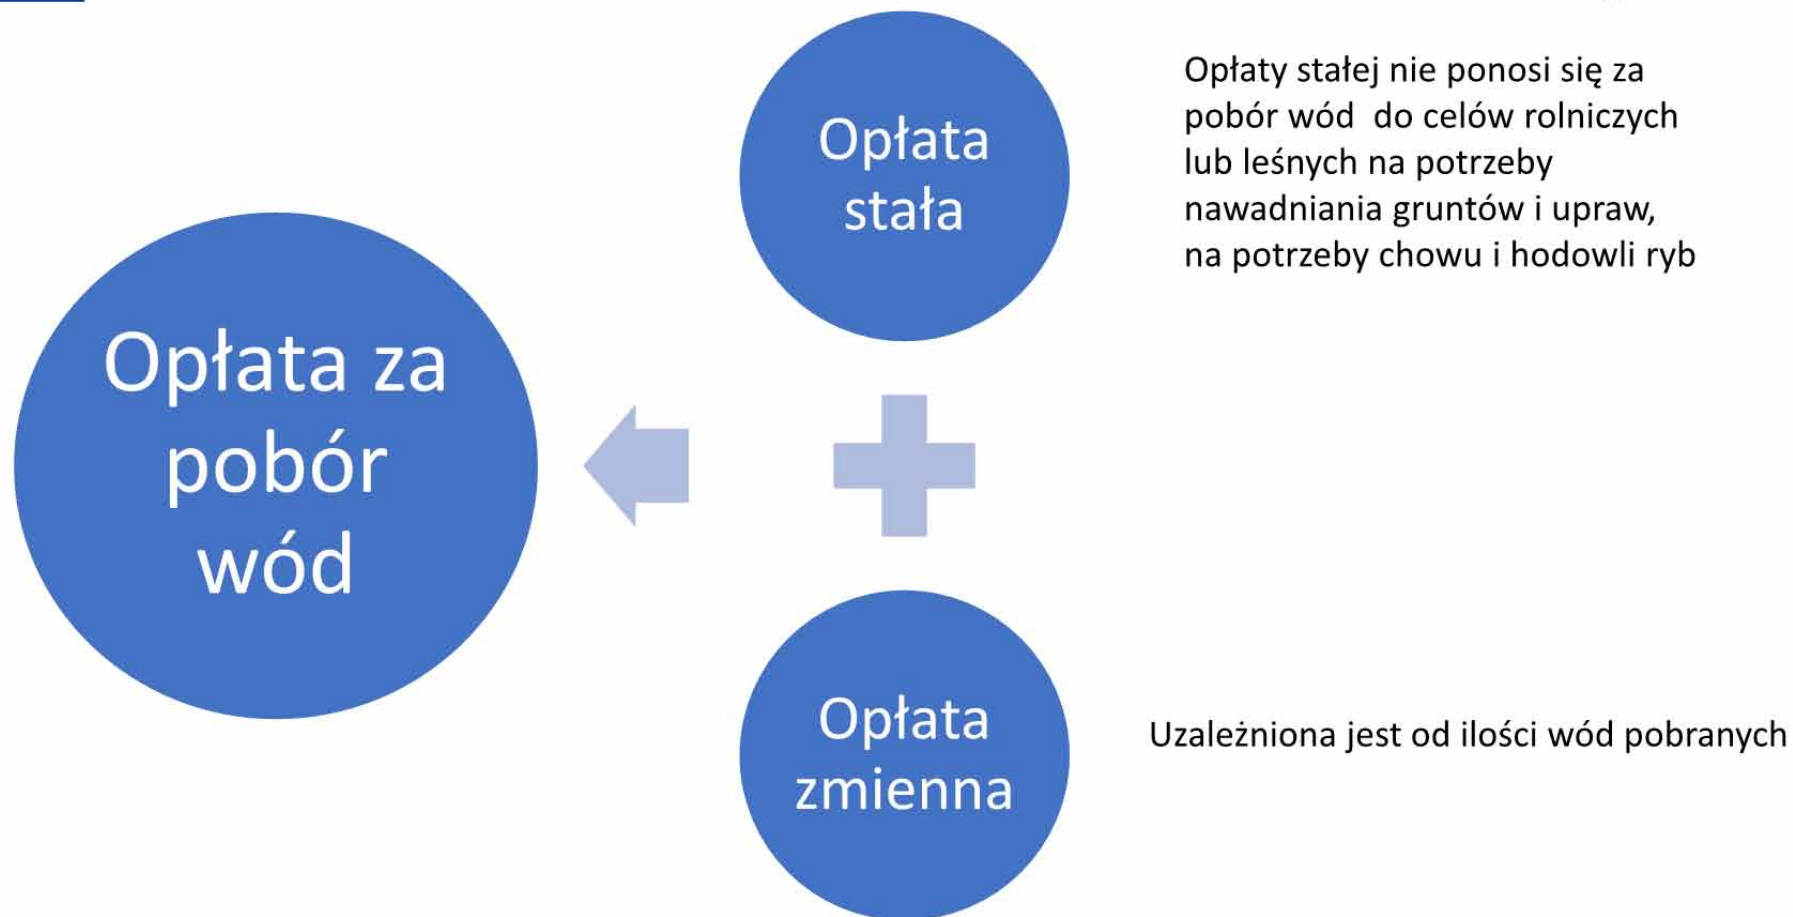 Opłata za
pobór
wód
Opłata
stała
Opłaty stałej nie ponosi się za
pobór wód do celów rolniczych
lub leśnych na potrzeby
nawadniania gruntów i upraw,
na potrzeby chowu i hodowli ryb
Opłata
zmienna
Uzależniona jest od ilości wód pobranych